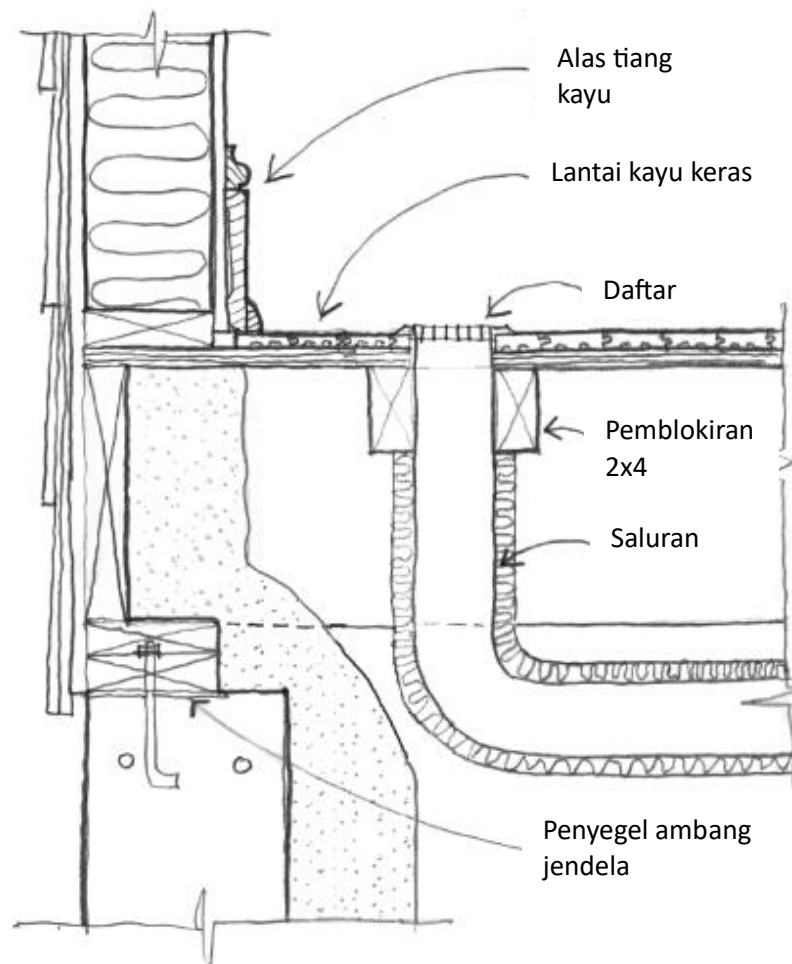 Alas tiang
kayu
Lantai kayu keras
Daftar
Pemblokiran
2x4
Saluran
Penyegel ambang
jendela